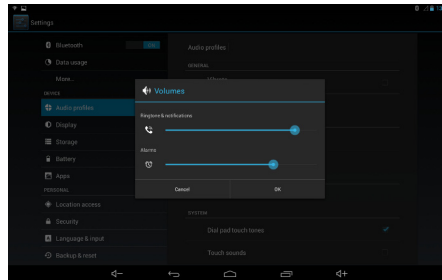 Settings
Bluetooth
ON
Data usage
More...
DEVICE
Audio profiles
Display
Storage
Battery
Apps
PERSONAL
Location access
Security
Language & input
Backup & reset
Audio profiles
GENERAL
Volumes
Ringtone & notifications
Alarms
Cancel
OK
SYSTEM
Dial pad touch tones
Touch sounds